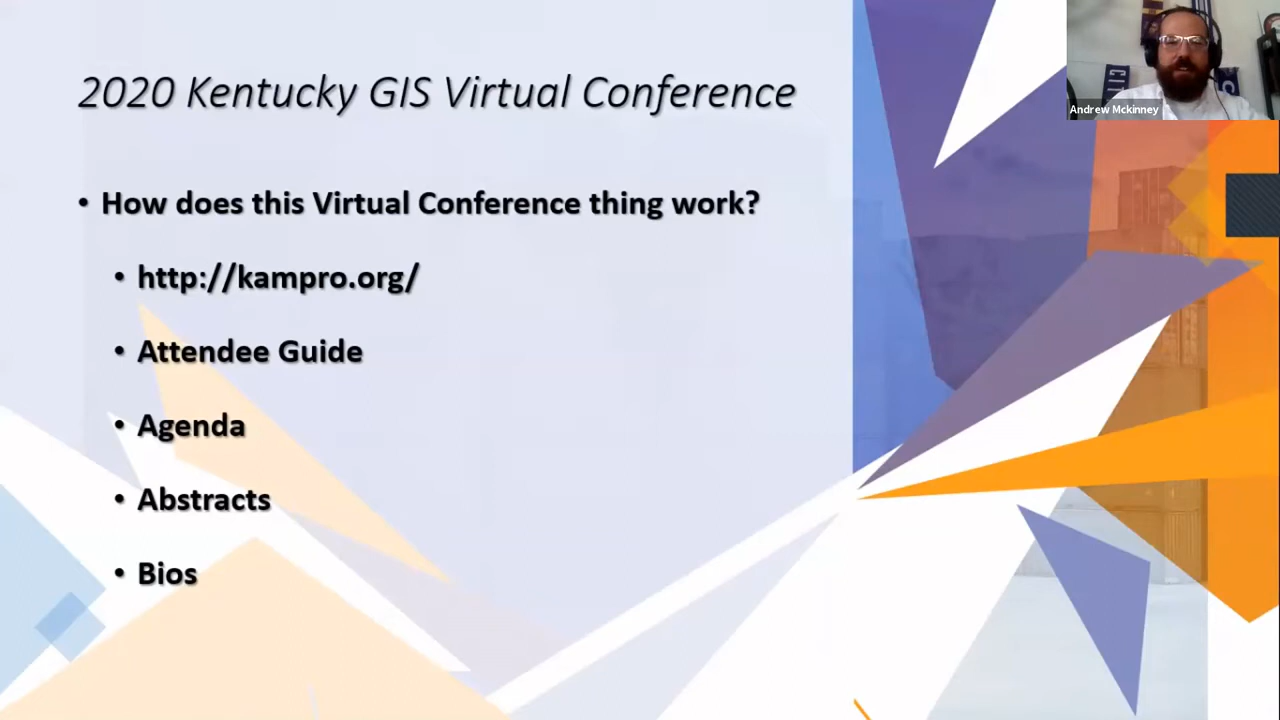 2020 Kentucky GIS Virtual Conference
Andrew Mckinney
• How does this Virtual Conference thing work?
• http://kampro.org/
• Attendee Guide
• Agenda
• Abstracts
• Bios